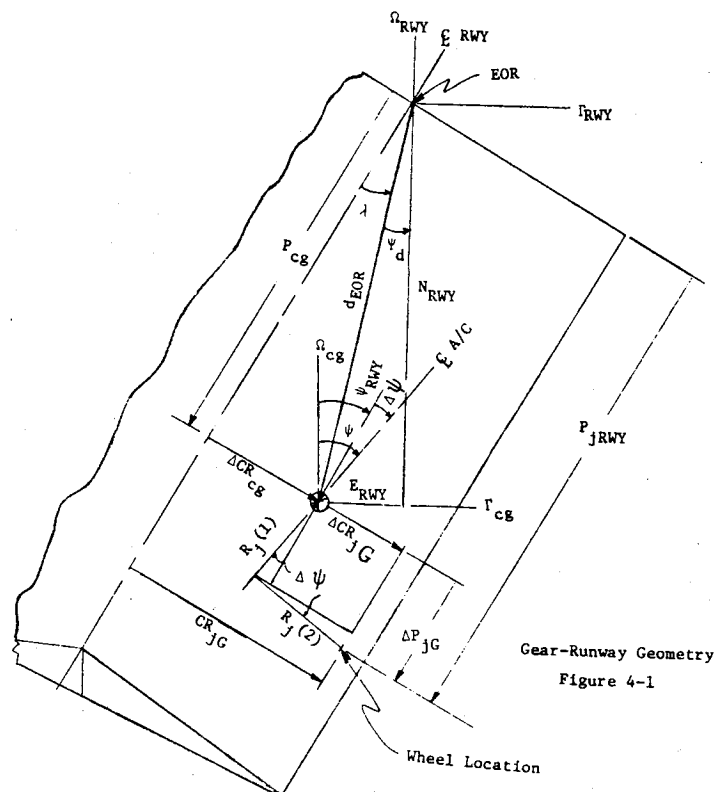 Ω_RWY
℄ RWY
EOR
Γ_RWY
λ
Ψ_d
P_cg
d_EOR
N_RWY
℄ A/C
Ω_cg
ψ_RWY
Δψ
ψ
P_jRWY
ΔCR_cg
E_RWY
Γ_cg
ΔCR_jG
R_j(1)
Δψ
R_j(2)
CR_jG
ΔP_jG
Gear-Runway Geometry
Figure 4-1
Wheel Location